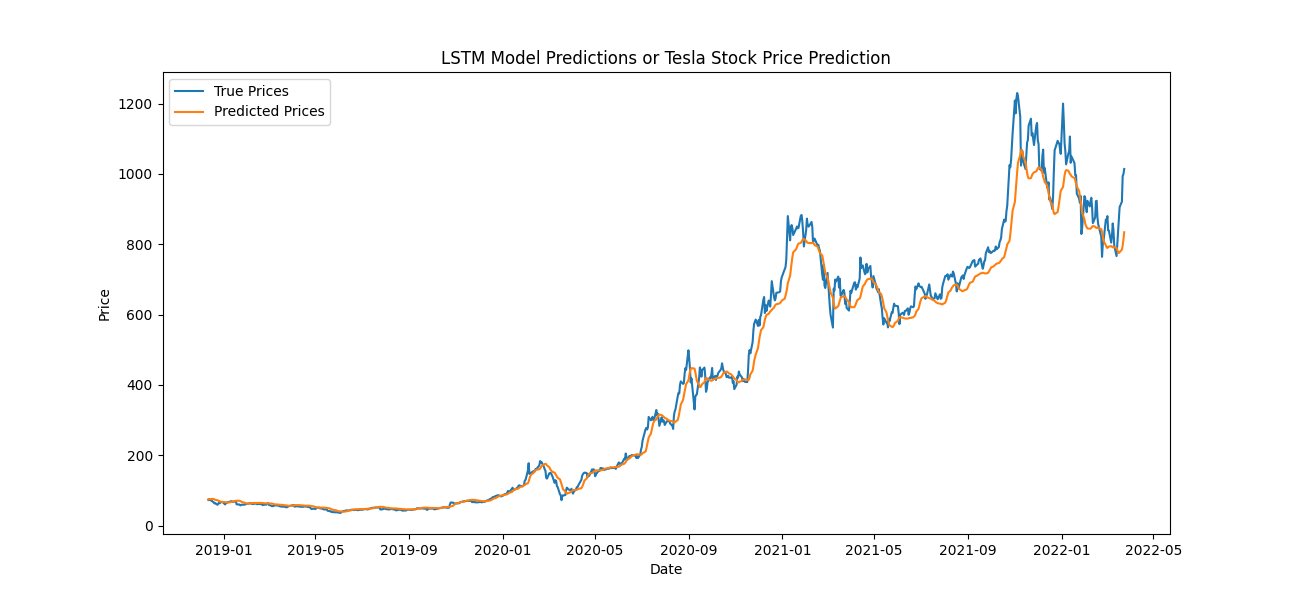 LSTM Model Predictions or Tesla Stock Price Prediction
True Prices
Predicted Prices
Price
1200
1000
800
600
400
200
0
2019-01 2019-05 2019-09 2020-01 2020-05 2020-09 2021-01 2021-05 2021-09 2022-01 2022-05
Date